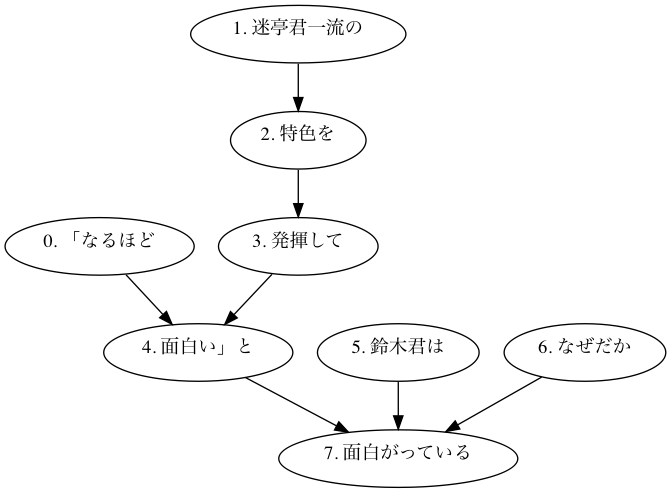 1. 迷亭君一流の
2. 特色を
0. 「なるほど
3. 発揮して
4. 面白い」と
5. 鈴木君は
6. なぜだか
7. 面白がっている